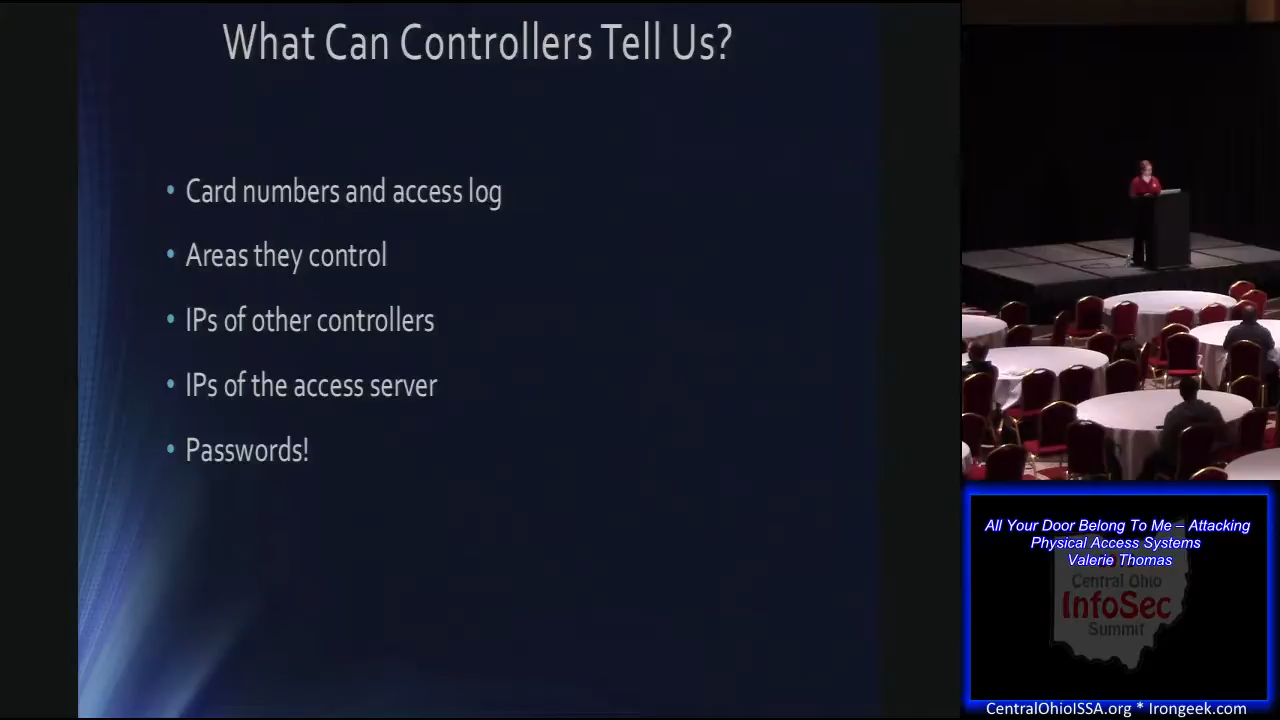 What Can Controllers Tell Us?
• Card numbers and access log
• Areas they control
• IPs of other controllers
• IPs of the access server
• Passwords!
All Your Door Belong To Me – Attacking
Physical Access Systems
Valerie Thomas
Central Ohio
InfoSec
Summit
CentralOhioISSA.org * Irongeek.com